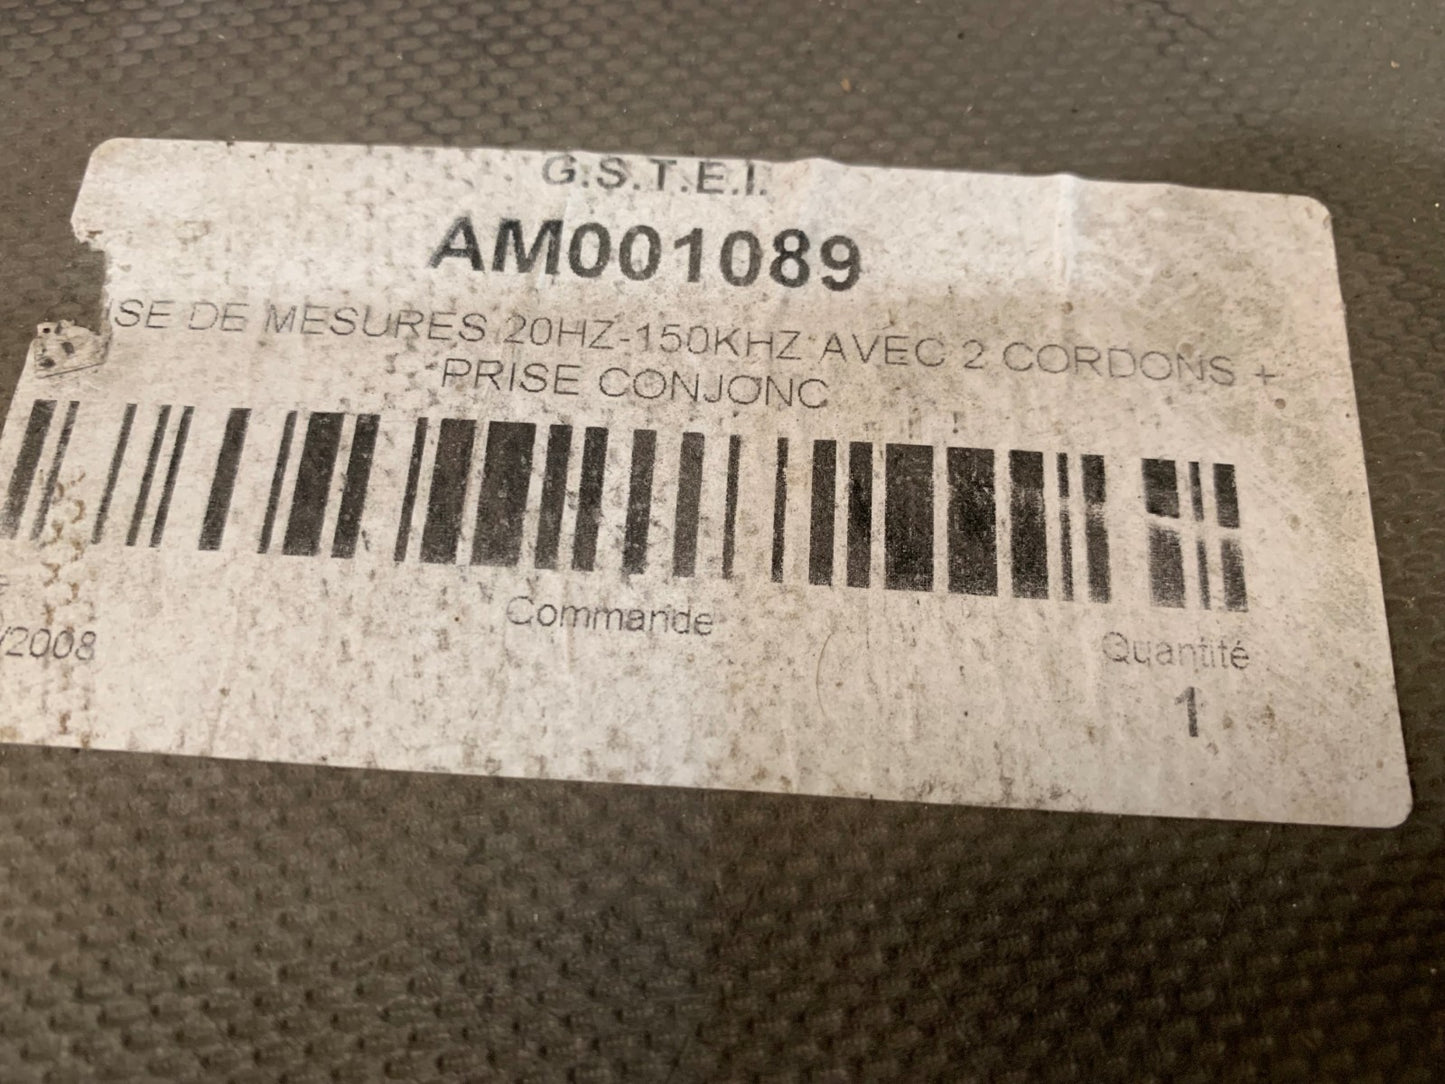 G.S.T.E.I.
AM001089
ISE DE MESURES 20HZ-150KHZ AVEC 2 CORDONS +
PRISE CONJONC
Commande
Quantité
/2008
1